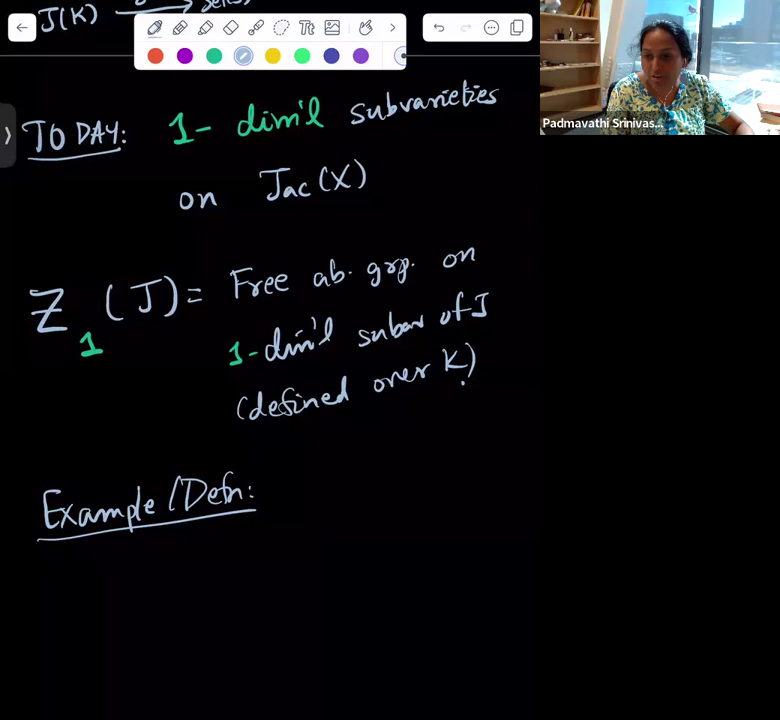 J(K)
TODAY: 1-dim'l subvarieties
on Jac(X)
Z1(J) = Free ab. grp. on
1-dim'l subvar of J
(defined over K)
Example/Defn:
Tt
Padmavathi Srinivas...